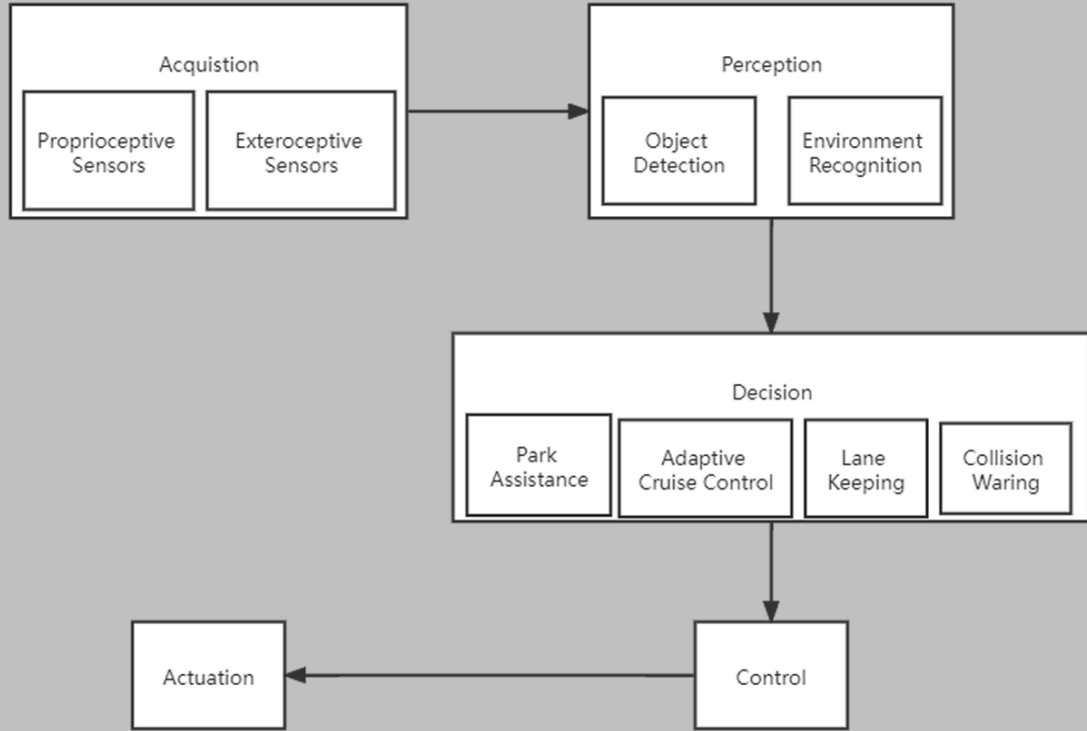 Acquistion
Proprioceptive
Sensors
Exteroceptive
Sensors
Perception
Object
Detection
Environment
Recognition
Decision
Park
Assistance
Adaptive
Cruise Control
Lane
Keeping
Collision
Waring
Control
Actuation